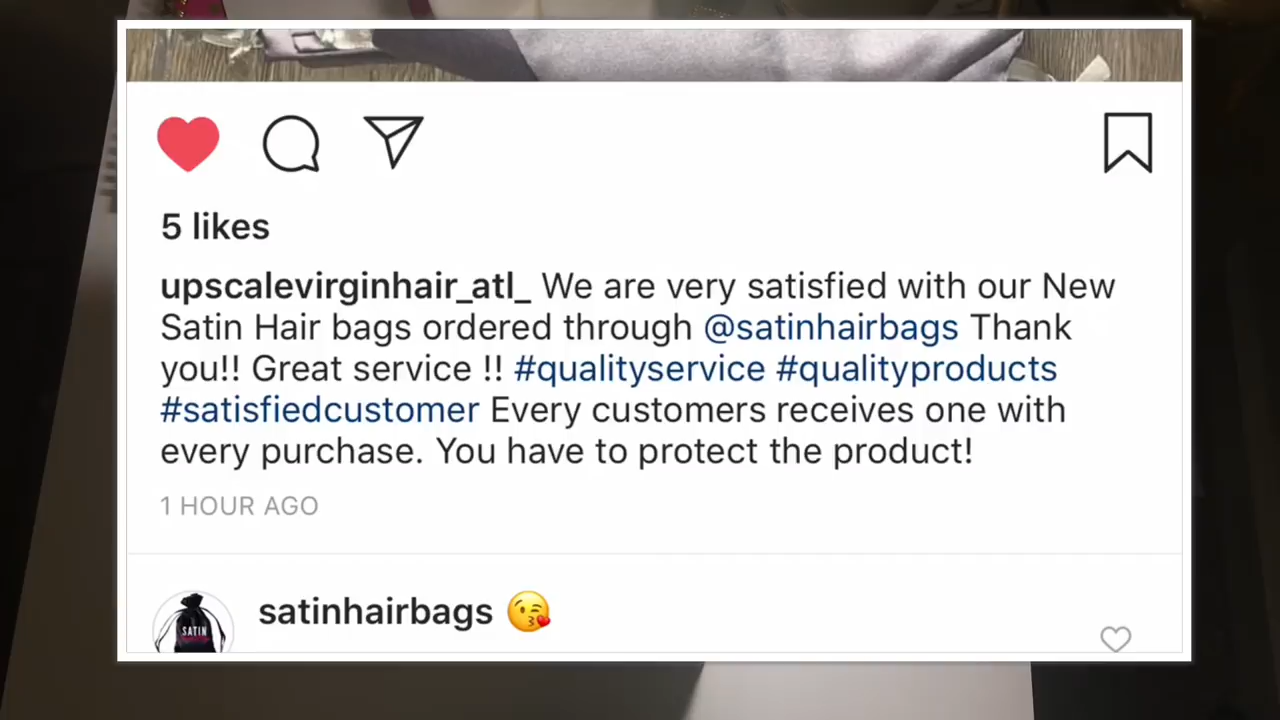 5 likes
upscalevirginhair_atl_ We are very satisfied with our New
Satin Hair bags ordered through @satinhairbags Thank
you!! Great service !! #qualityservice #qualityproducts
#satisfiedcustomer Every customers receives one with
every purchase. You have to protect the product!
1 HOUR AGO
satinhairbags 😘
SATIN